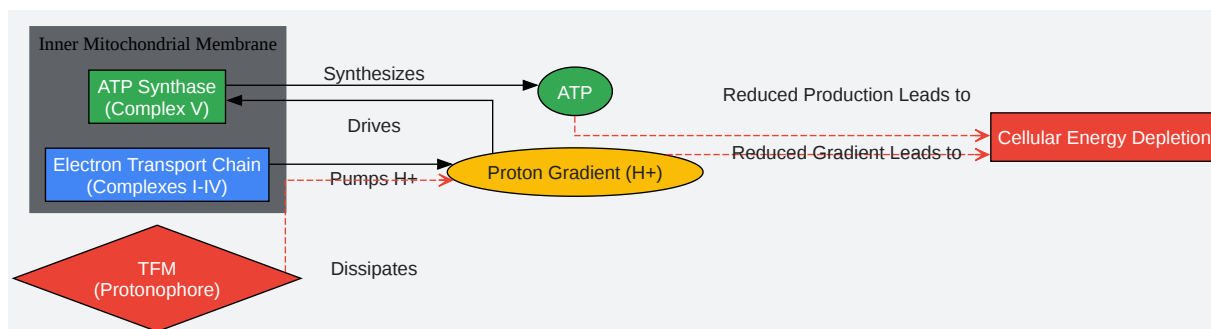 Inner Mitochondrial Membrane
ATP Synthase
(Complex V)
Synthesizes
ATP
Reduced Production Leads to
Drives
Cellular Energy Depletion
Electron Transport Chain
(Complexes I-IV)
Pumps H+
Proton Gradient (H+)
Reduced Gradient Leads to
TFM
(Protonophore)
Dissipates